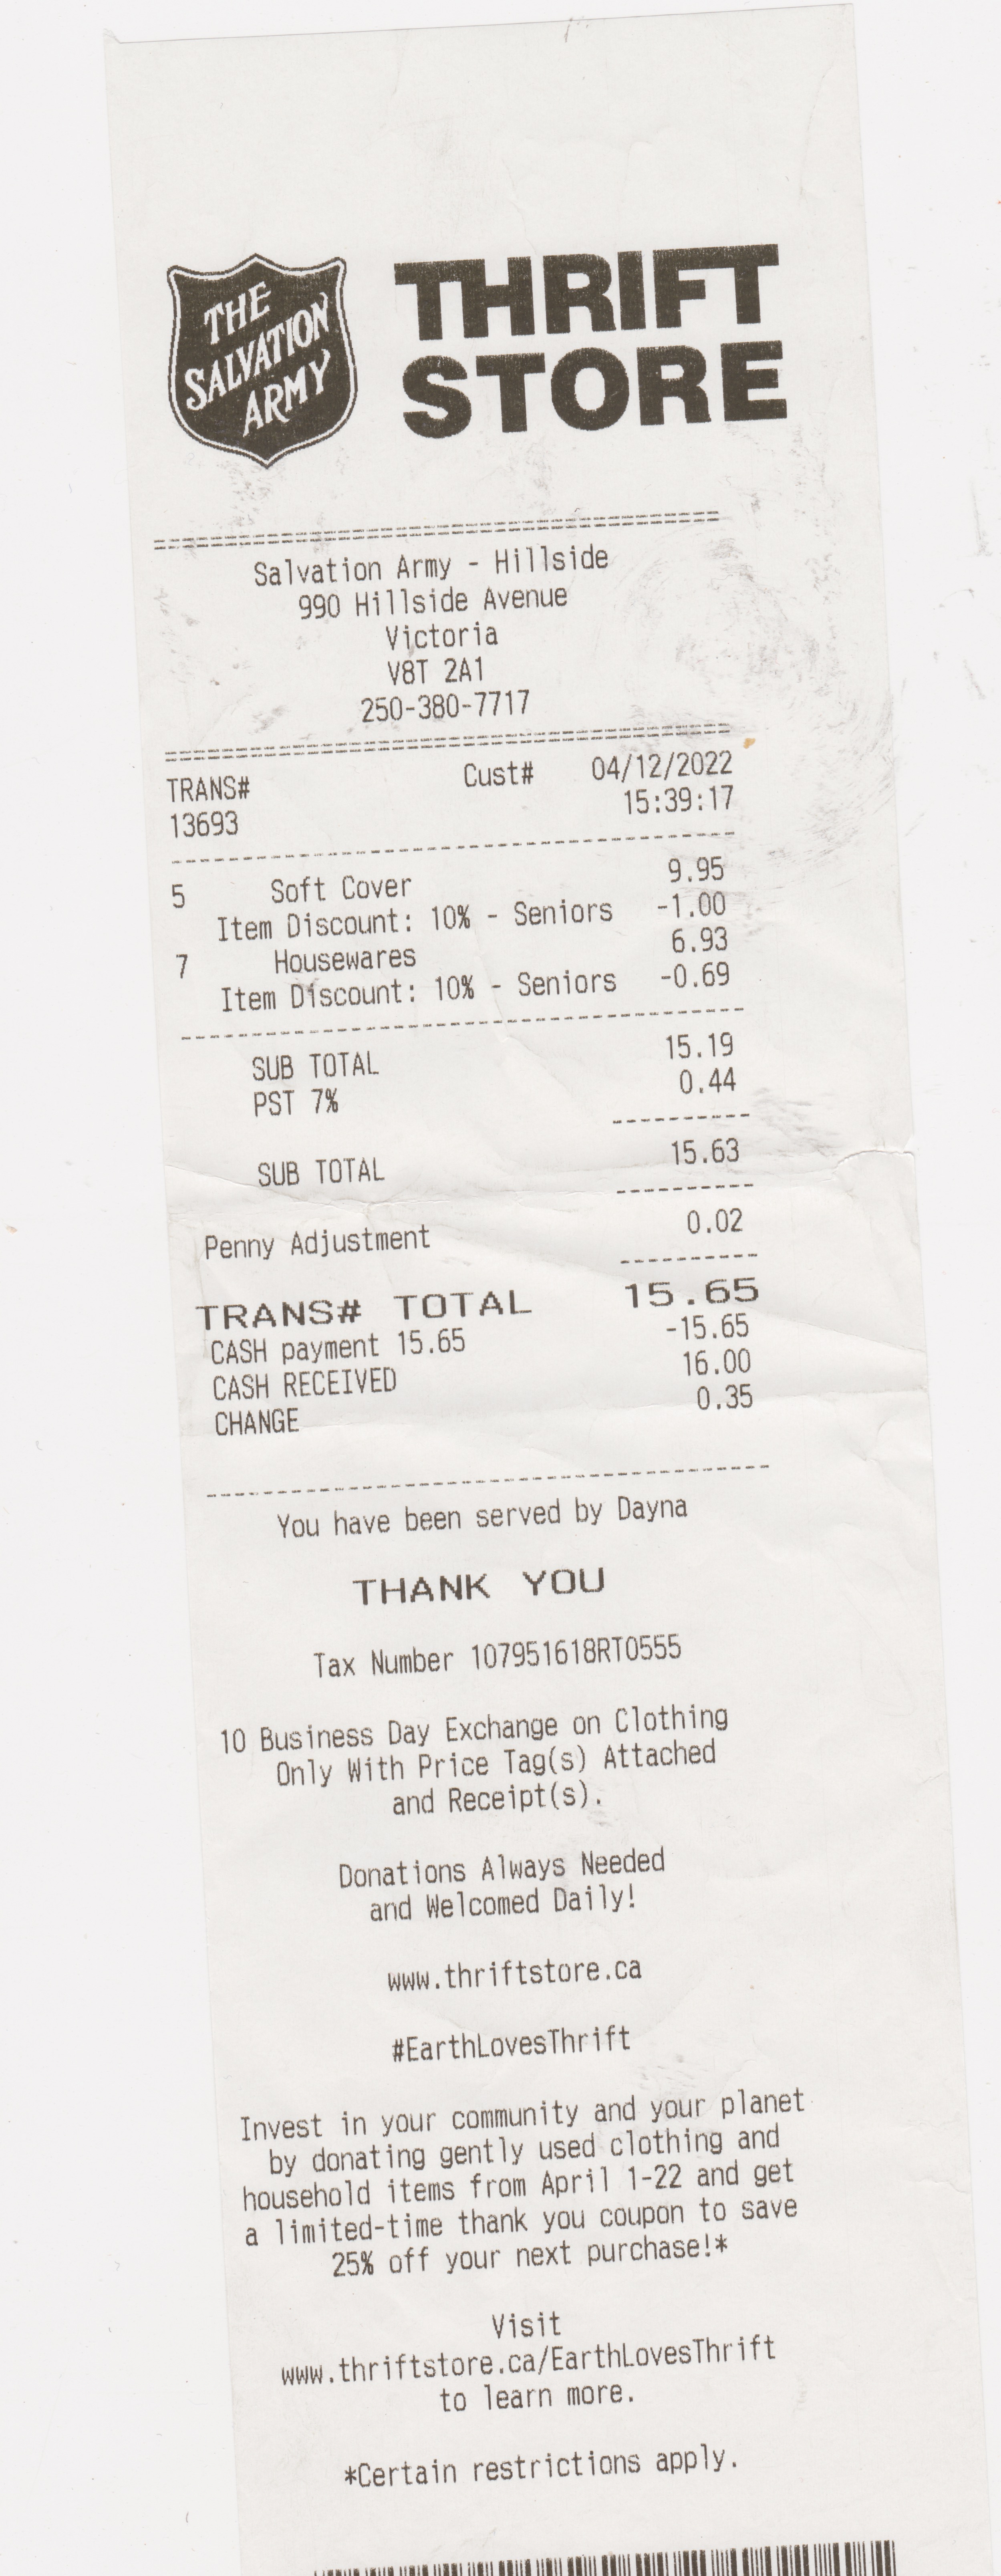 THE
SALVATION
ARMY
THRIFT
STORE
Salvation Army - Hillside
990 Hillside Avenue
Victoria
V8T 2A1
250-380-7717
TRANS# Cust# 04/12/2022
13693 15:39:17
5 Soft Cover 9.95
Item Discount: 10% - Seniors -1.00
7 Housewares 6.93
Item Discount: 10% - Seniors -0.69
SUB TOTAL 15.19
PST 7% 0.44
SUB TOTAL 15.63
Penny Adjustment 0.02
TRANS# TOTAL 15.65
CASH payment 15.65 -15.65
CASH RECEIVED 16.00
CHANGE 0.35
You have been served by Dayna
THANK YOU
Tax Number 107951618RT0555
10 Business Day Exchange on Clothing
Only With Price Tag(s) Attached
and Receipt(s).
Donations Always Needed
and Welcomed Daily!
www.thriftstore.ca
#EarthLovesThrift
Invest in your community and your planet
by donating gently used clothing and
household items from April 1-22 and get
a limited-time thank you coupon to save
25% off your next purchase!*
Visit
www.thriftstore.ca/EarthLovesThrift
to learn more.
*Certain restrictions apply.